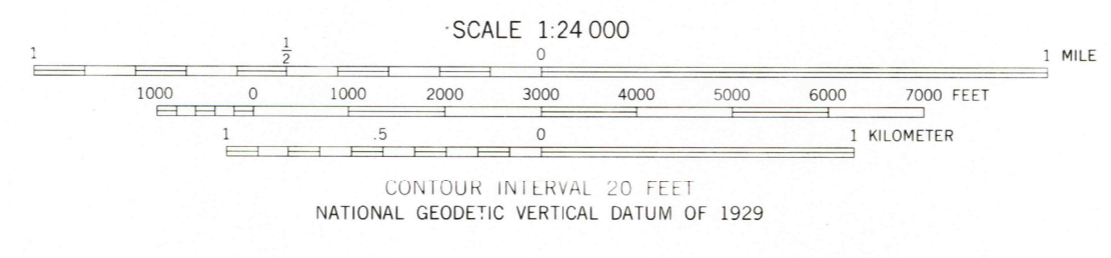 SCALE 1:24 000
1 1/2 0 1 MILE
1000 0 1000 2000 3000 4000 5000 6000 7000 FEET
1 .5 0 1 KILOMETER
CONTOUR INTERVAL 20 FEET
NATIONAL GEODETIC VERTICAL DATUM OF 1929